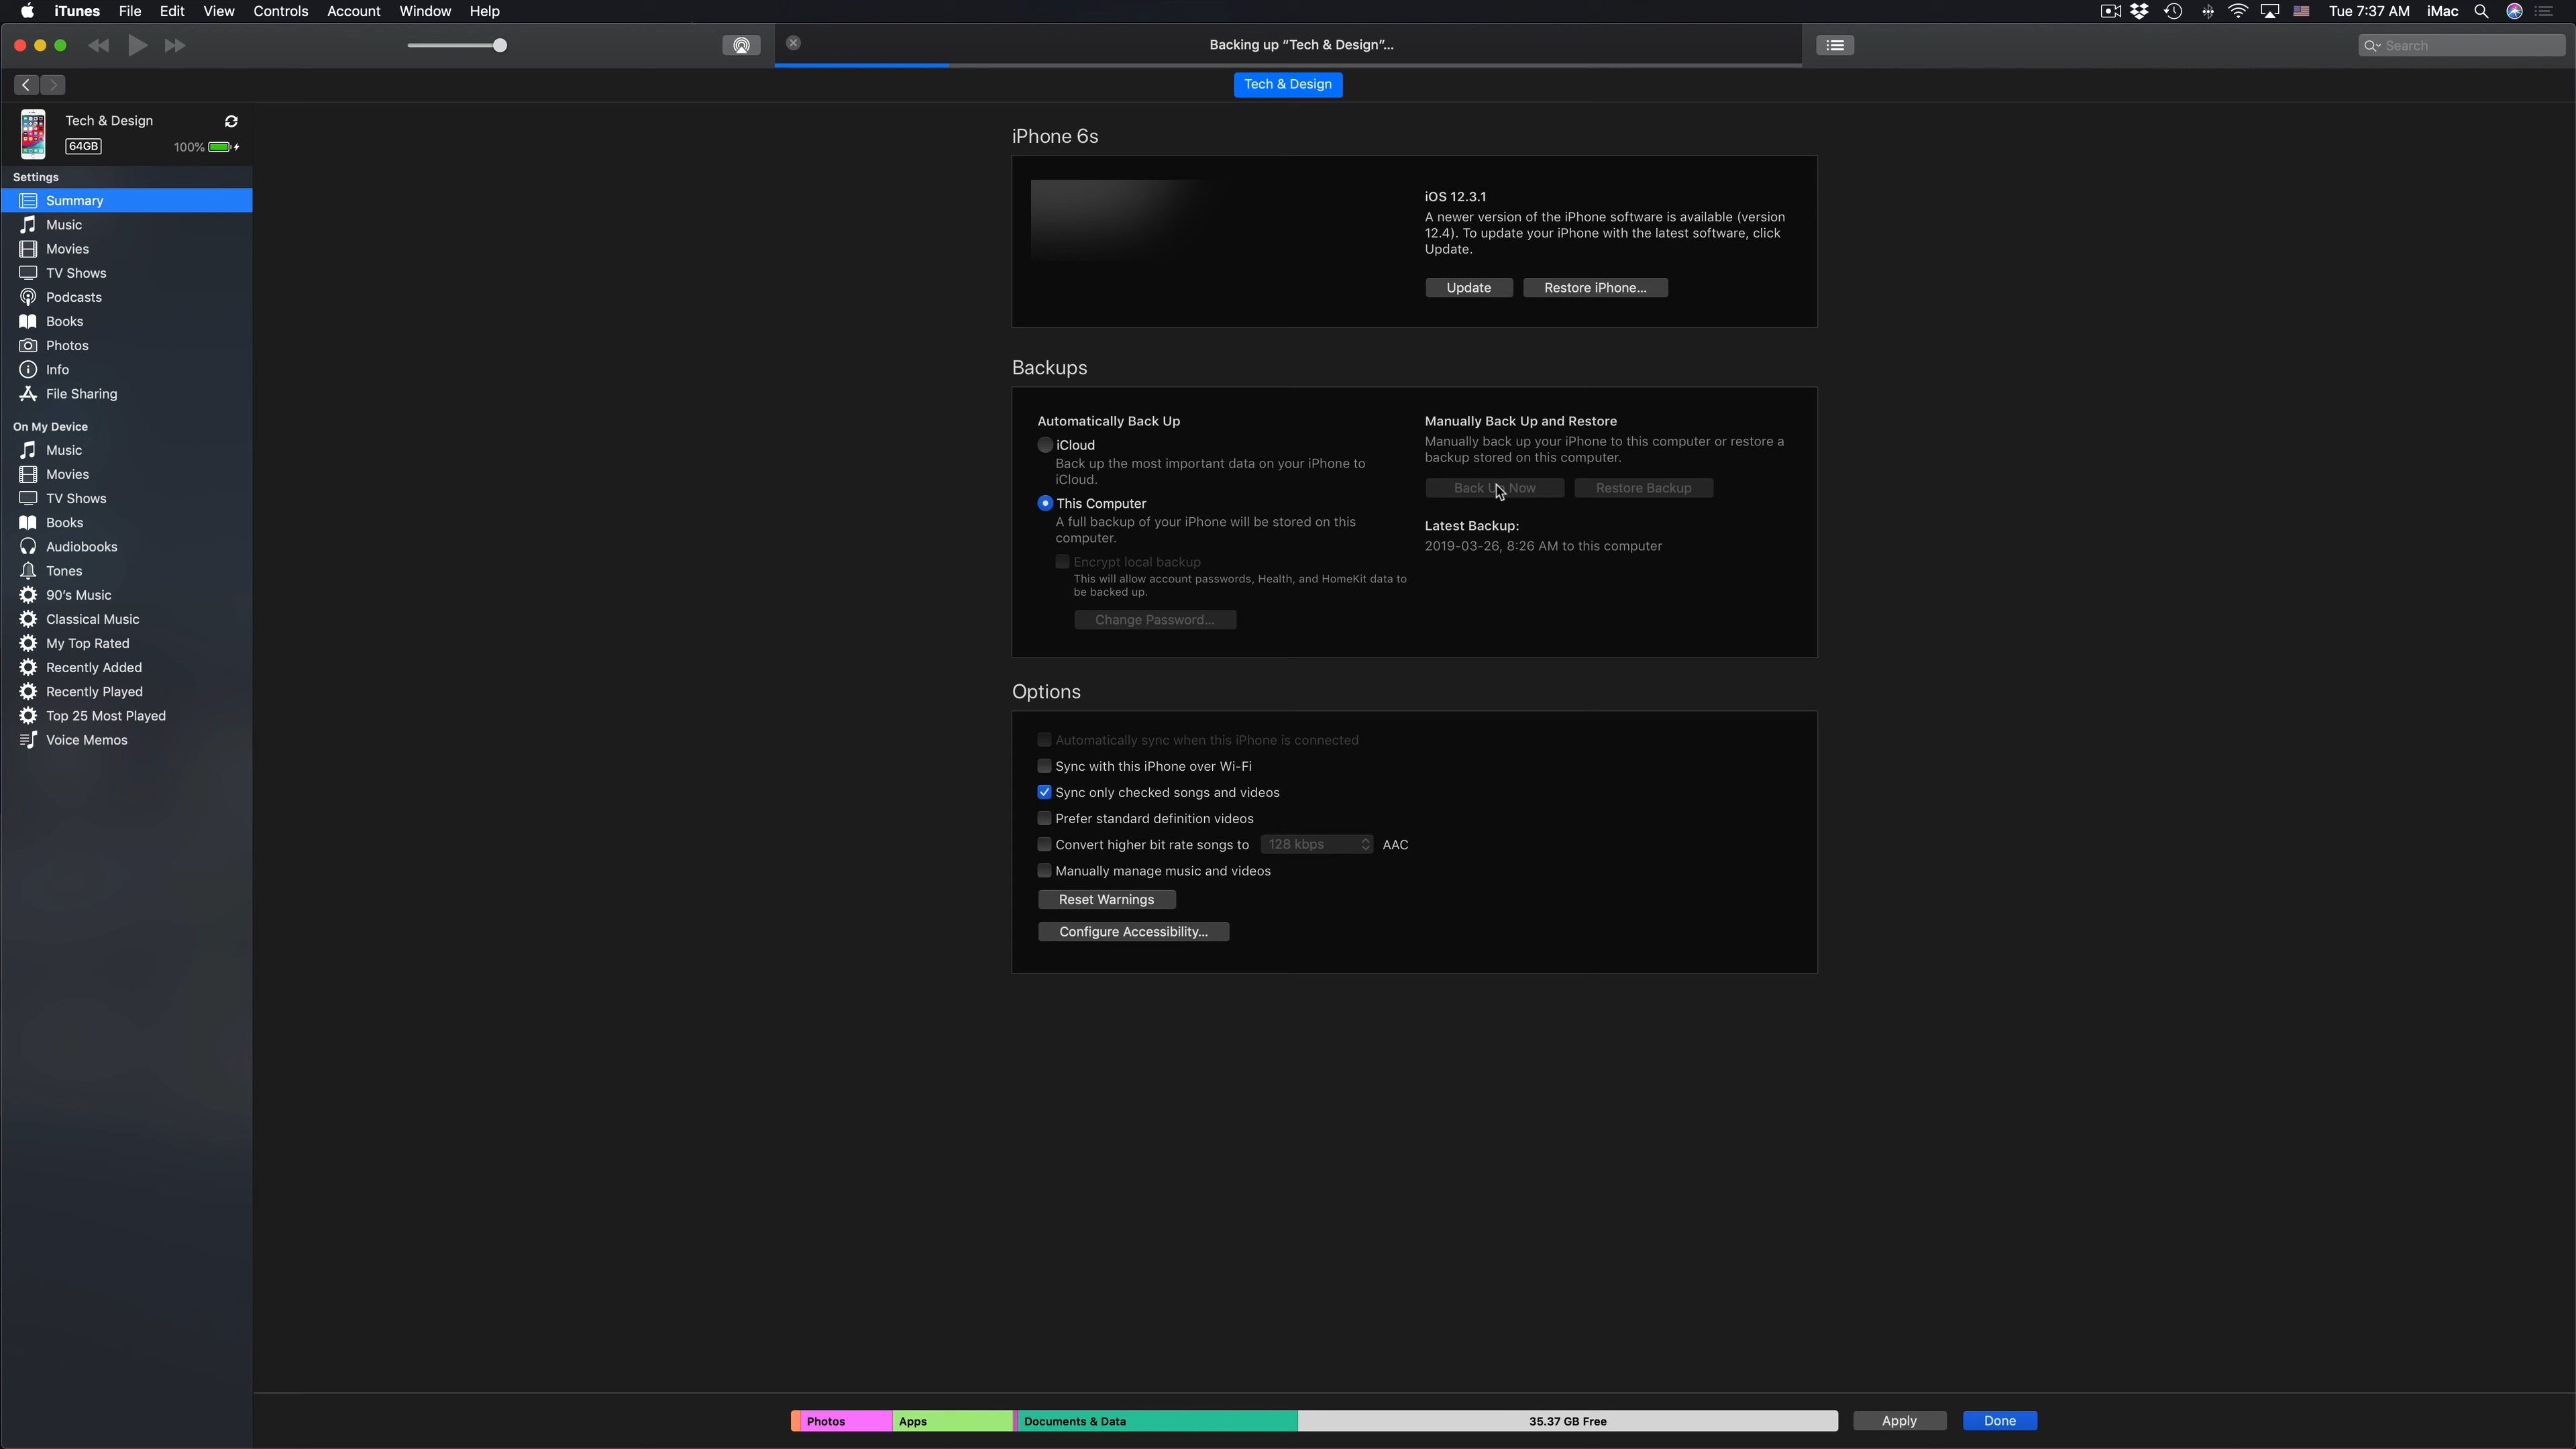 iTunes File Edit View Controls Account Window Help
Tue 7:37 AM iMac
Backing up “Tech & Design”...
Search
Tech & Design
Tech & Design
64GB
100%
Settings
Summary
Music
Movies
TV Shows
Podcasts
Books
Photos
Info
File Sharing
On My Device
Music
Movies
TV Shows
Books
Audiobooks
Tones
90’s Music
Classical Music
My Top Rated
Recently Added
Recently Played
Top 25 Most Played
Voice Memos
iPhone 6s
iOS 12.3.1
A newer version of the iPhone software is available (version
12.4). To update your iPhone with the latest software, click
Update.
Update Restore iPhone...
Backups
Automatically Back Up
iCloud
Back up the most important data on your iPhone to
iCloud.
This Computer
A full backup of your iPhone will be stored on this
computer.
Encrypt local backup
This will allow account passwords, Health, and HomeKit data to
be backed up.
Change Password...
Manually Back Up and Restore
Manually back up your iPhone to this computer or restore a
backup stored on this computer.
Back Up Now Restore Backup
Latest Backup:
2019-03-26, 8:26 AM to this computer
Options
Automatically sync when this iPhone is connected
Sync with this iPhone over Wi-Fi
Sync only checked songs and videos
Prefer standard definition videos
Convert higher bit rate songs to 128 kbps AAC
Manually manage music and videos
Reset Warnings
Configure Accessibility...
Photos Apps Documents & Data 35.37 GB Free Apply Done